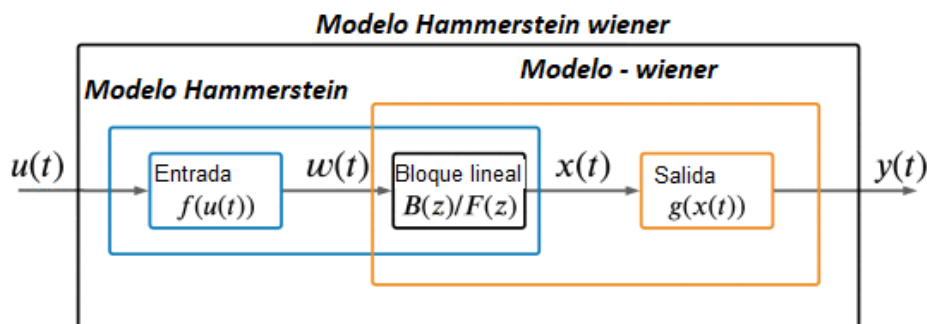 Modelo Hammerstein wiener
Modelo - wiener
Modelo Hammerstein
u(t)
Entrada
f(u(t))
w(t)
Bloque lineal
B(z)/F(z)
x(t)
Salida
g(x(t))
y(t)